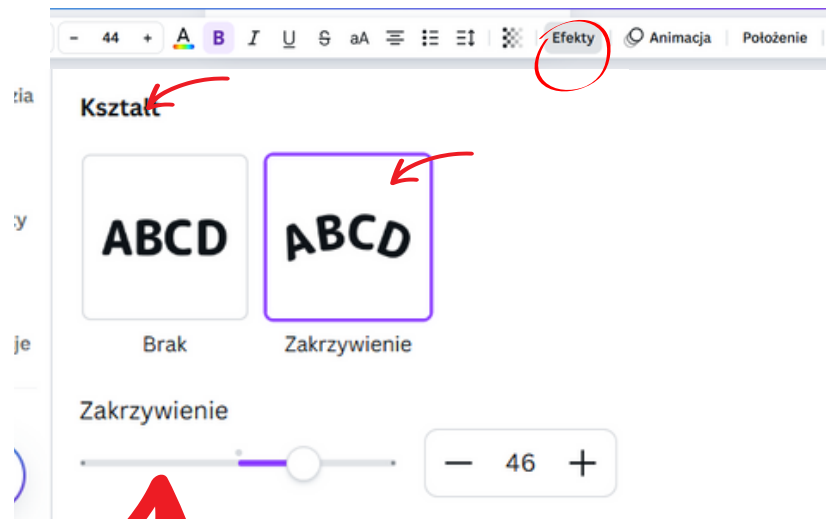 − 44 + A B I U S aA Efekty Animacja Położenie
zia
Kształt
ABCD ABCD
y
Brak Zakrzywienie
je
Zakrzywienie
46